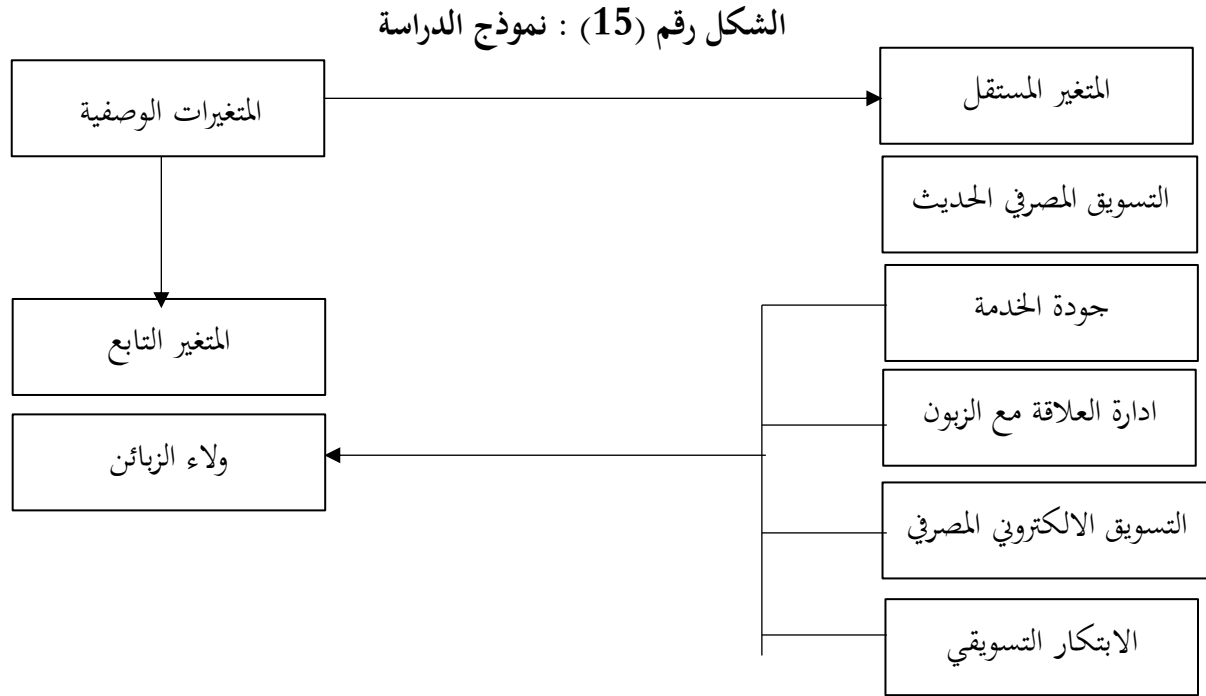 الشكل رقم (15) : نموذج الدراسة
المتغير المستقل
المتغيرات الوصفية
التسويق المصرفي الحديث
جودة الخدمة
المتغير التابع
ادارة العلاقة مع الزبون
ولاء الزبائن
التسويق الالكتروني المصرفي
الابتكار التسويقي